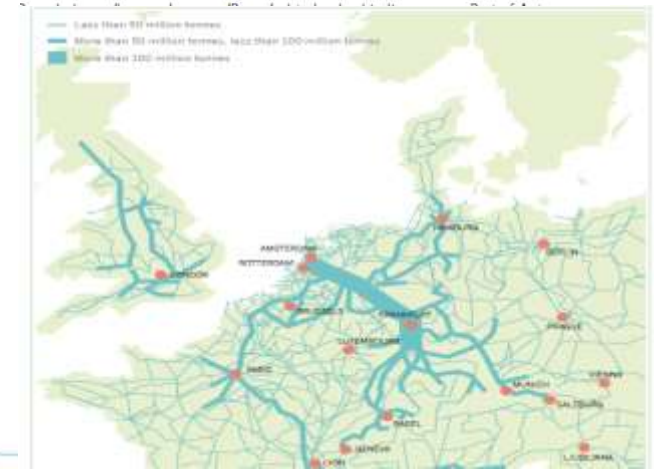 Less than 50 million tonnes
More than 50 million tonnes, less than 100 million tonnes
More than 100 million tonnes
HAMBURG
AMSTERDAM
BERLIN
ROTTERDAM
LONDON
BRUSSELS
FRANKFURT
PRAGUE
LUXEMBOURG
PARIS
VIENNA
MUNICH
SALZBURG
BASEL
GENEVA
LJUBLJANA
LYON